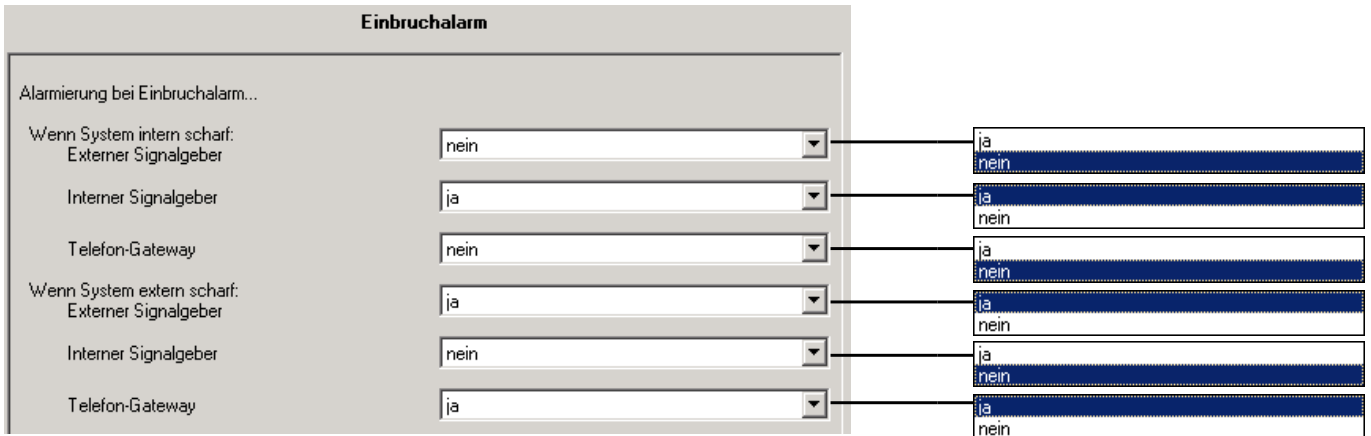 Einbruchalarm
Alarmierung bei Einbruchalarm...
Wenn System intern scharf:
Externer Signalgeber
nein
ja
nein
Interner Signalgeber
ja
ja
nein
Telefon-Gateway
nein
ja
nein
Wenn System extern scharf:
Externer Signalgeber
ja
ja
nein
Interner Signalgeber
nein
ja
nein
Telefon-Gateway
ja
ja
nein